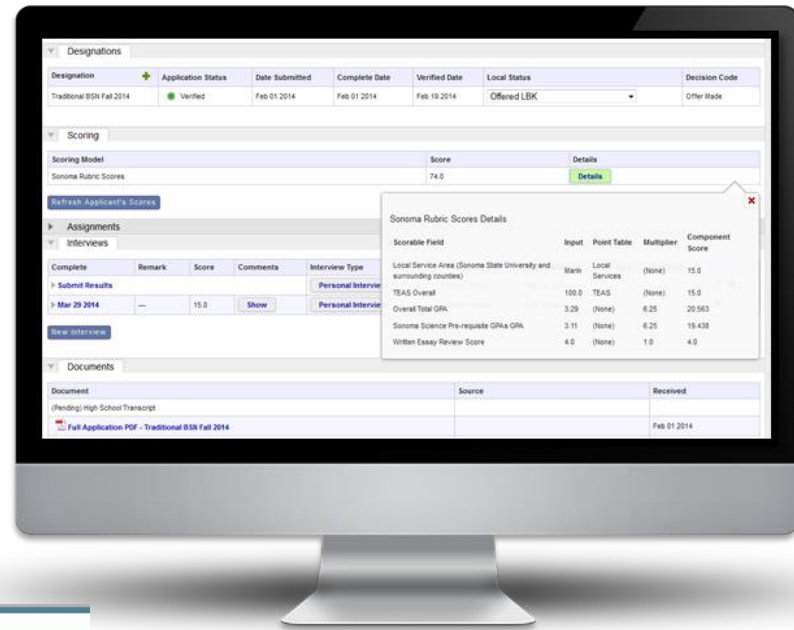 Designations
Designation Application Status Date Submitted Complete Date Verified Date Local Status Decision Code
Traditional BSN Fall 2014 Verified Feb 01 2014 Feb 01 2014 Feb 19 2014 Offered LBK Offer Made
Scoring
Scoring Model Score Details
Sonoma Rubric Scores 74.0 Details
Refresh Applicant's Scores
Assignments
Interviews
Complete Remark Score Comments Interview Type
Submit Results Personal Interview
Mar 29 2014 — 15.0 Show Personal Interview
New Interview
Sonoma Rubric Scores Details
Scorable Field Input Point Table Multiplier Component Score
Local Service Area (Sonoma State University and surrounding counties) Marin Local Services (None) 15.0
TEAS Overall 100.0 TEAS (None) 15.0
Overall Total GPA 3.29 (None) 6.25 20.563
Sonoma Science Pre-requisite GPAs GPA 3.11 (None) 6.25 19.438
Written Essay Review Score 4.0 (None) 1.0 4.0
Documents
Document Source Received
(Pending) High School Transcript
Full Application PDF - Traditional BSN Fall 2014 Feb 01 2014